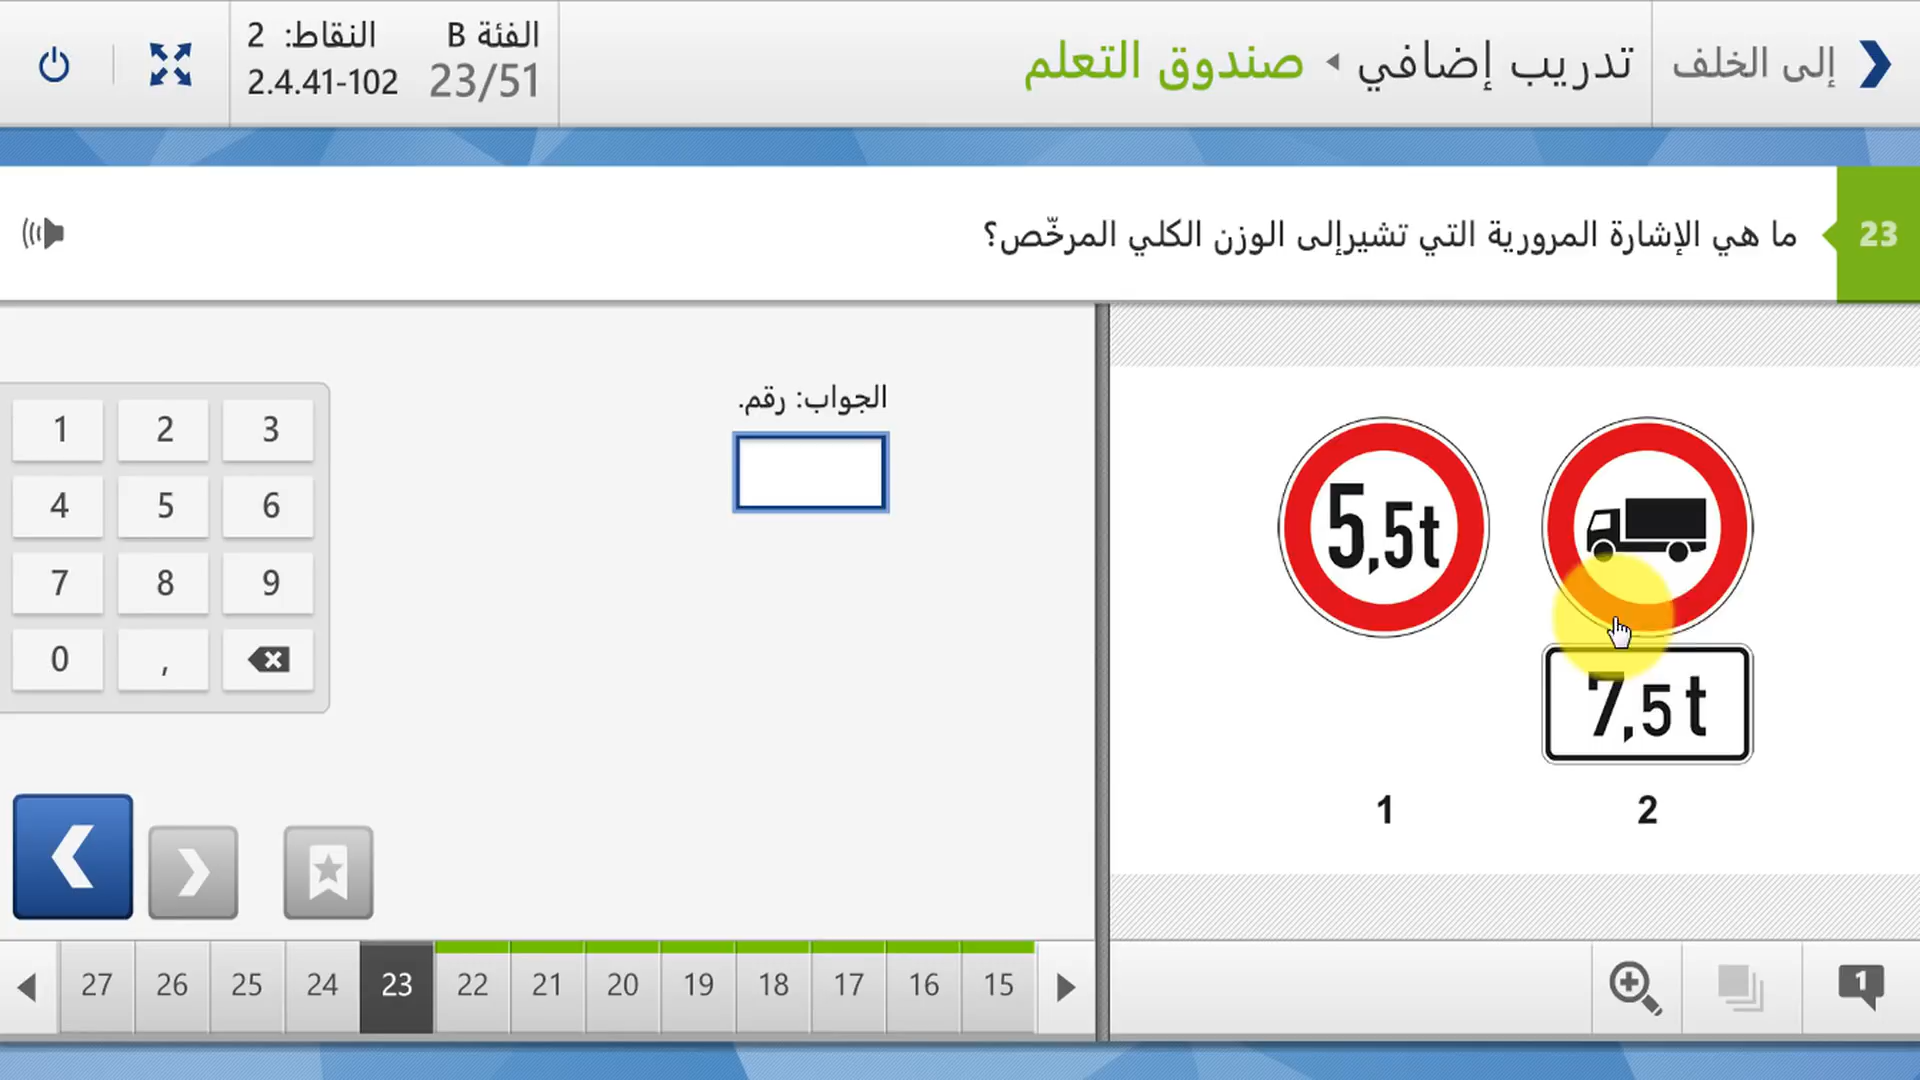 إلى الخلف
تدريب إضافي
صندوق التعلم
الفئة B
23/51
النقاط: 2
2.4.41-102
23
ما هي الإشارة المرورية التي تشيرإلى الوزن الكلي المرخّص؟
الجواب: رقم.
1 2 3
4 5 6
7 8 9
0 ,
5,5t
7,5t
1 2
27 26 25 24 23 22 21 20 19 18 17 16 15
1